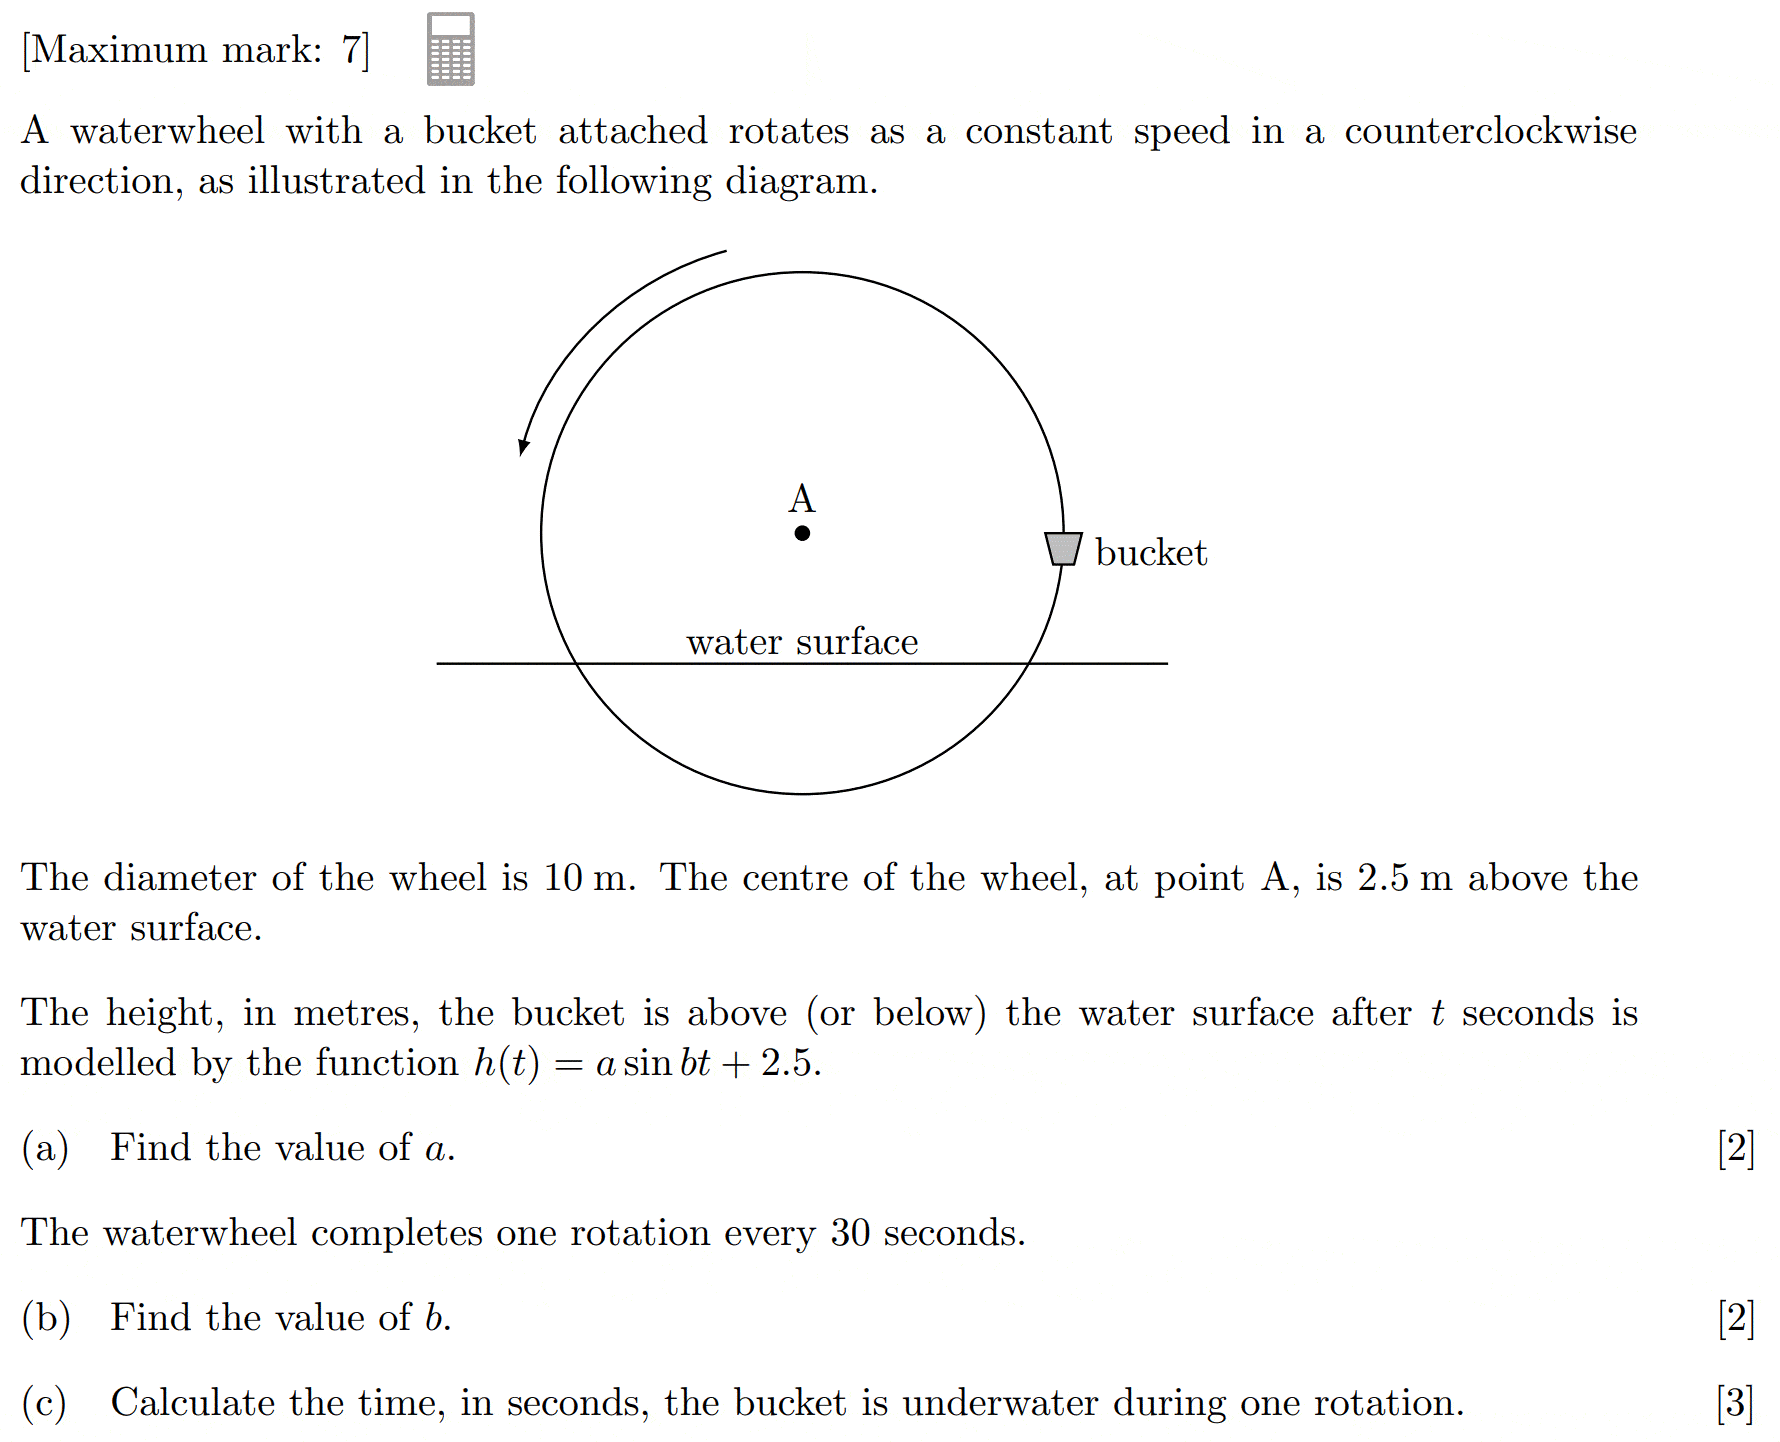 [Maximum mark: 7]
A waterwheel with a bucket attached rotates as a constant speed in a counterclockwise
direction, as illustrated in the following diagram.
A
bucket
water surface
The diameter of the wheel is 10 m. The centre of the wheel, at point A, is 2.5 m above the
water surface.
The height, in metres, the bucket is above (or below) the water surface after t seconds is
modelled by the function h(t) = a sin bt + 2.5.
(a) Find the value of a. [2]
The waterwheel completes one rotation every 30 seconds.
(b) Find the value of b. [2]
(c) Calculate the time, in seconds, the bucket is underwater during one rotation. [3]